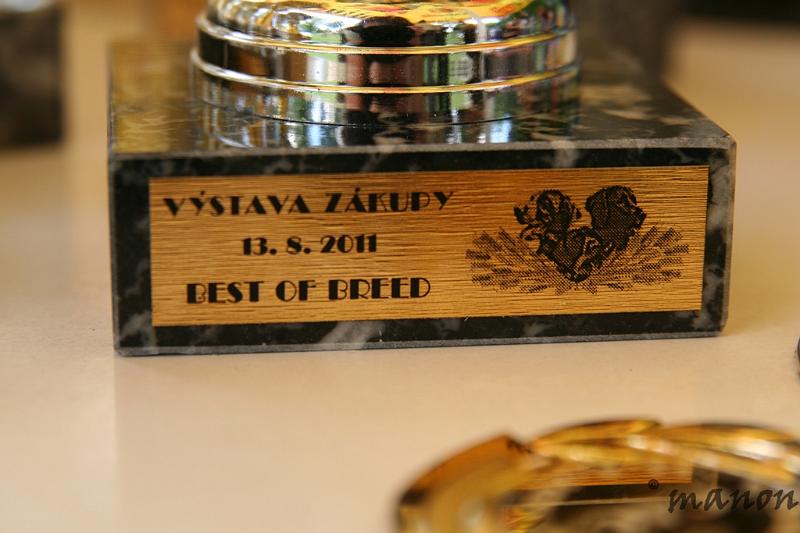 VÝSTAVA ZÁKUPY
13. 8. 2011
BEST OF BREED
© manon